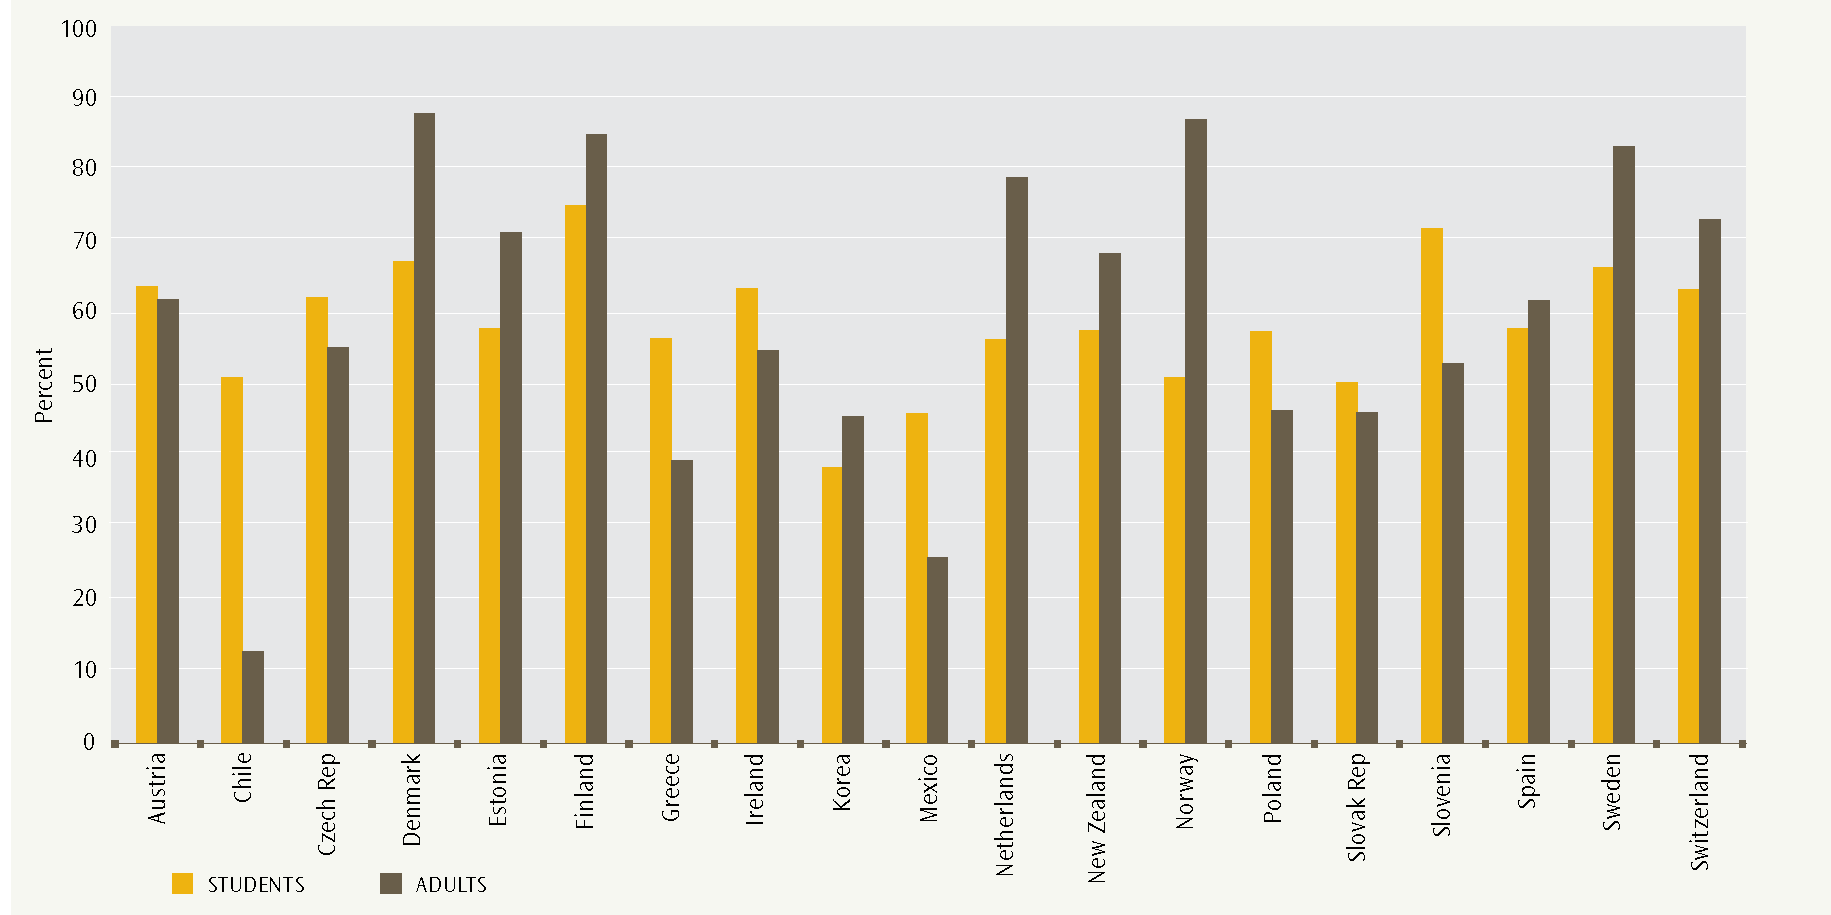 100
90
80
70
60
50
40
30
20
10
0
Percent
Austria
Chile
Czech Rep
Denmark
Estonia
Finland
Greece
Ireland
Korea
Mexico
Netherlands
New Zealand
Norway
Poland
Slovak Rep
Slovenia
Spain
Sweden
Switzerland
STUDENTS
ADULTS